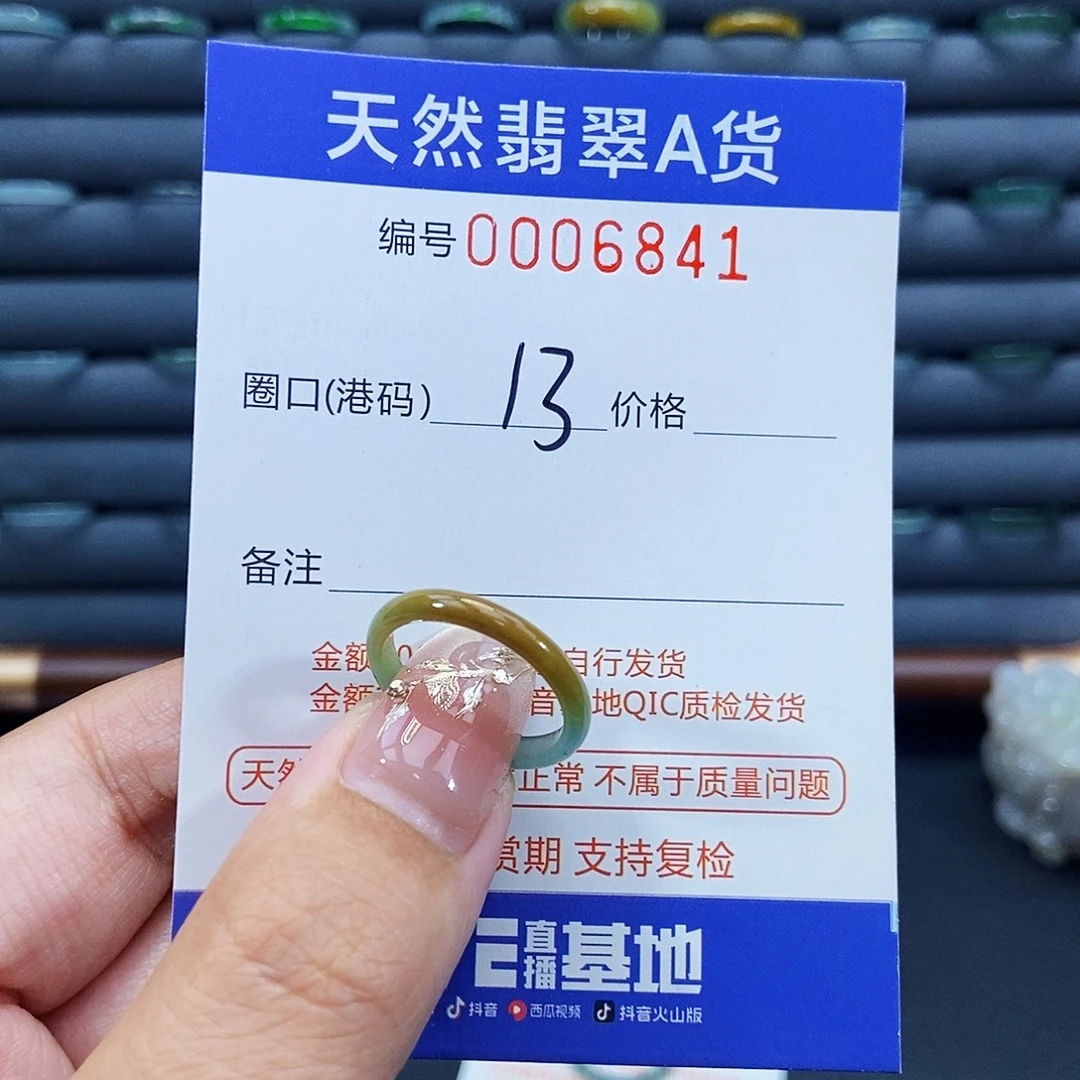 天然翡翠A货
编号0006841
圈口(港码) 13 价格
备注
金额 自行发货
金额 音 地QIC质检发货
天然 正常 不属于质量问题
赏期 支持复检
直播基地
抖音 西瓜视频 抖音火山版